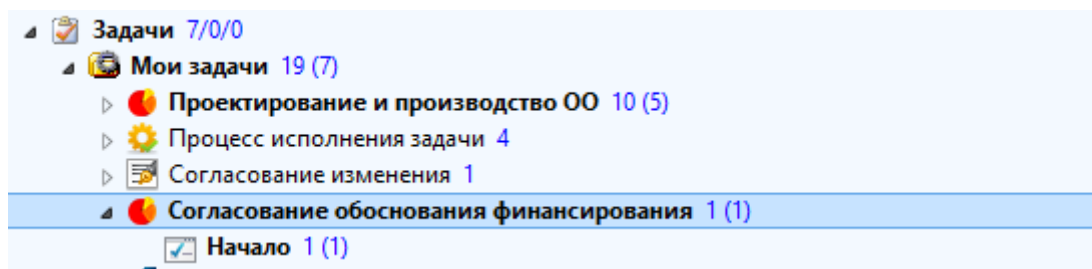 Задачи 7/0/0
Мои задачи 19 (7)
Проектирование и производство ОО 10 (5)
Процесс исполнения задачи 4
Согласование изменения 1
Согласование обоснования финансирования 1 (1)
Начало 1 (1)